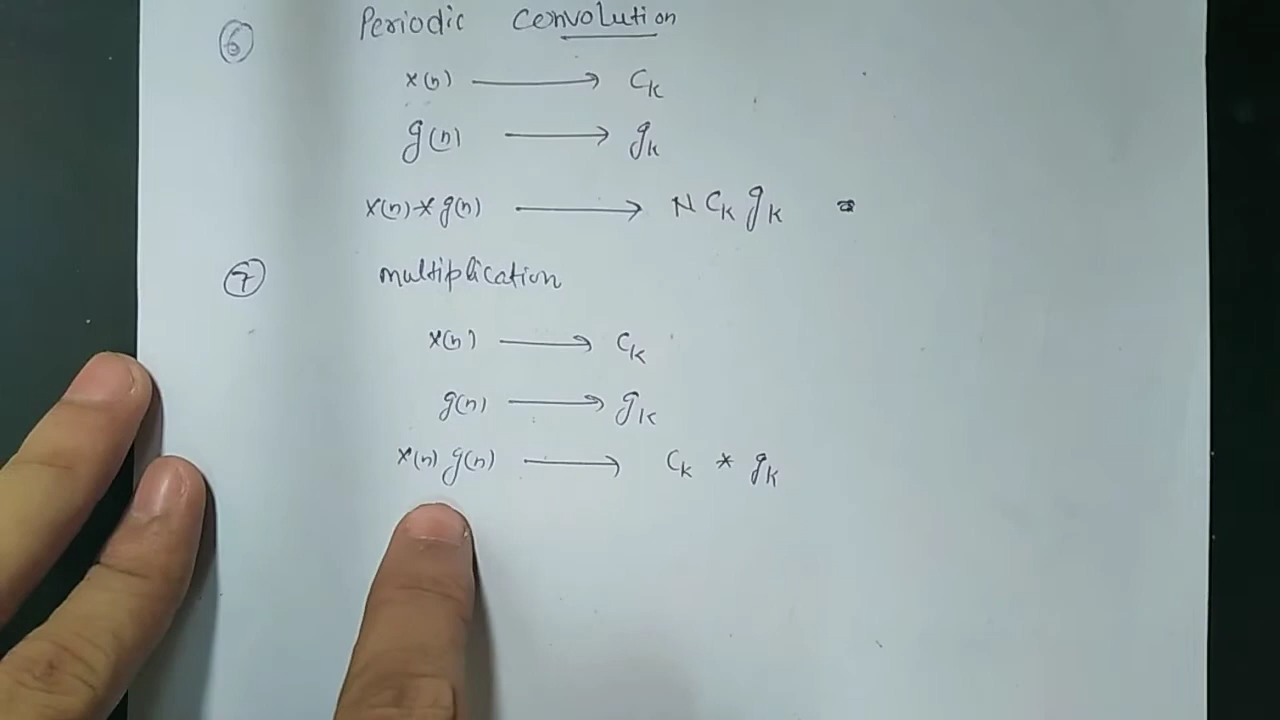 ⑥ Periodic Convolution
x(n) ⟶ Cₖ
g(n) ⟶ gₖ
x(n) * g(n) ⟶ N Cₖ gₖ
⑦ multiplication
x(n) ⟶ Cₖ
g(n) ⟶ gₖ
x(n) g(n) ⟶ Cₖ * gₖ